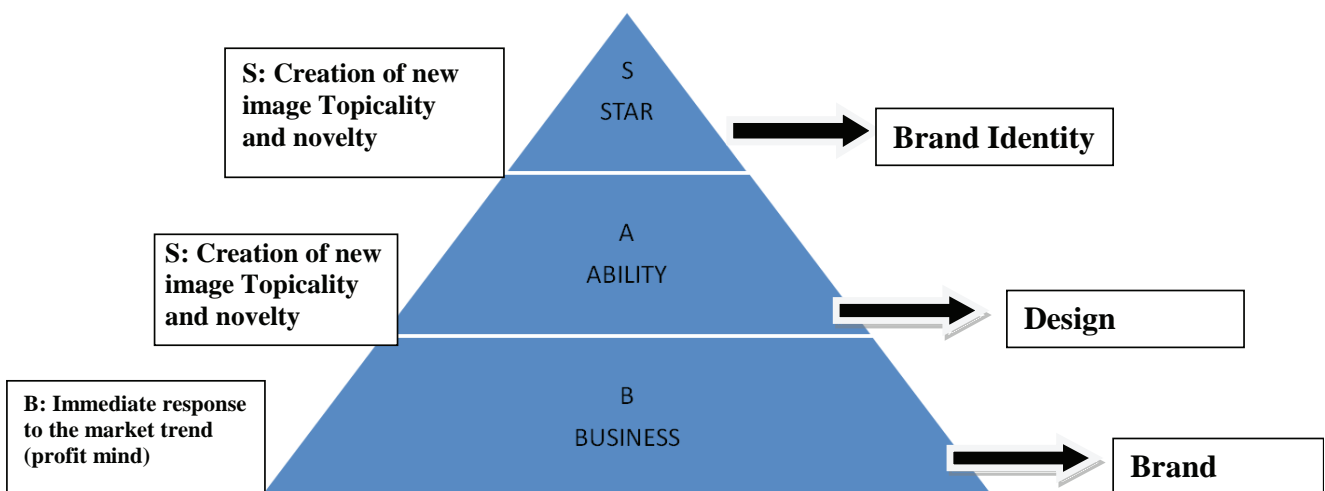 S: Creation of new
image Topicality
and novelty
S
STAR
Brand Identity
S: Creation of new
image Topicality
and novelty
A
ABILITY
Design
B: Immediate response
to the market trend
(profit mind)
B
BUSINESS
Brand